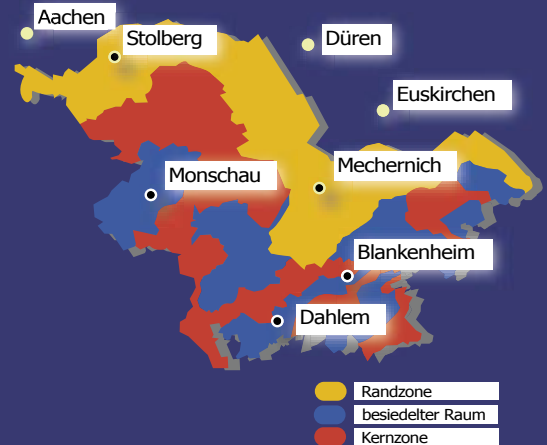 Aachen
Stolberg
Düren
Euskirchen
Mechernich
Monschau
Blankenheim
Dahlem
Randzone
besiedelter Raum
Kernzone